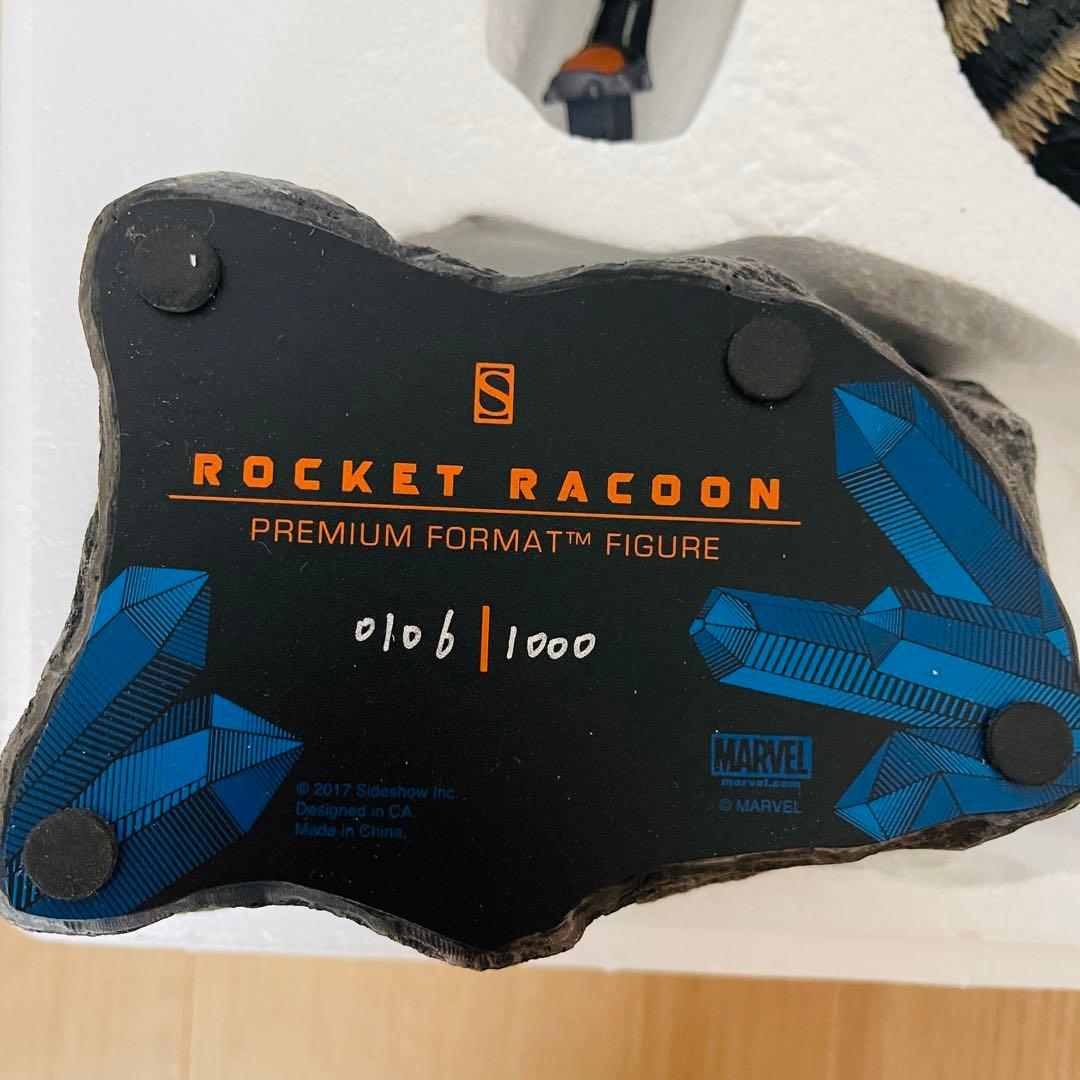 S
ROCKET RACOON
PREMIUM FORMAT™ FIGURE
0106 | 1000
© 2017 Sideshow Inc.
Designed in CA.
Made in China.
MARVEL
marvel.com
© MARVEL